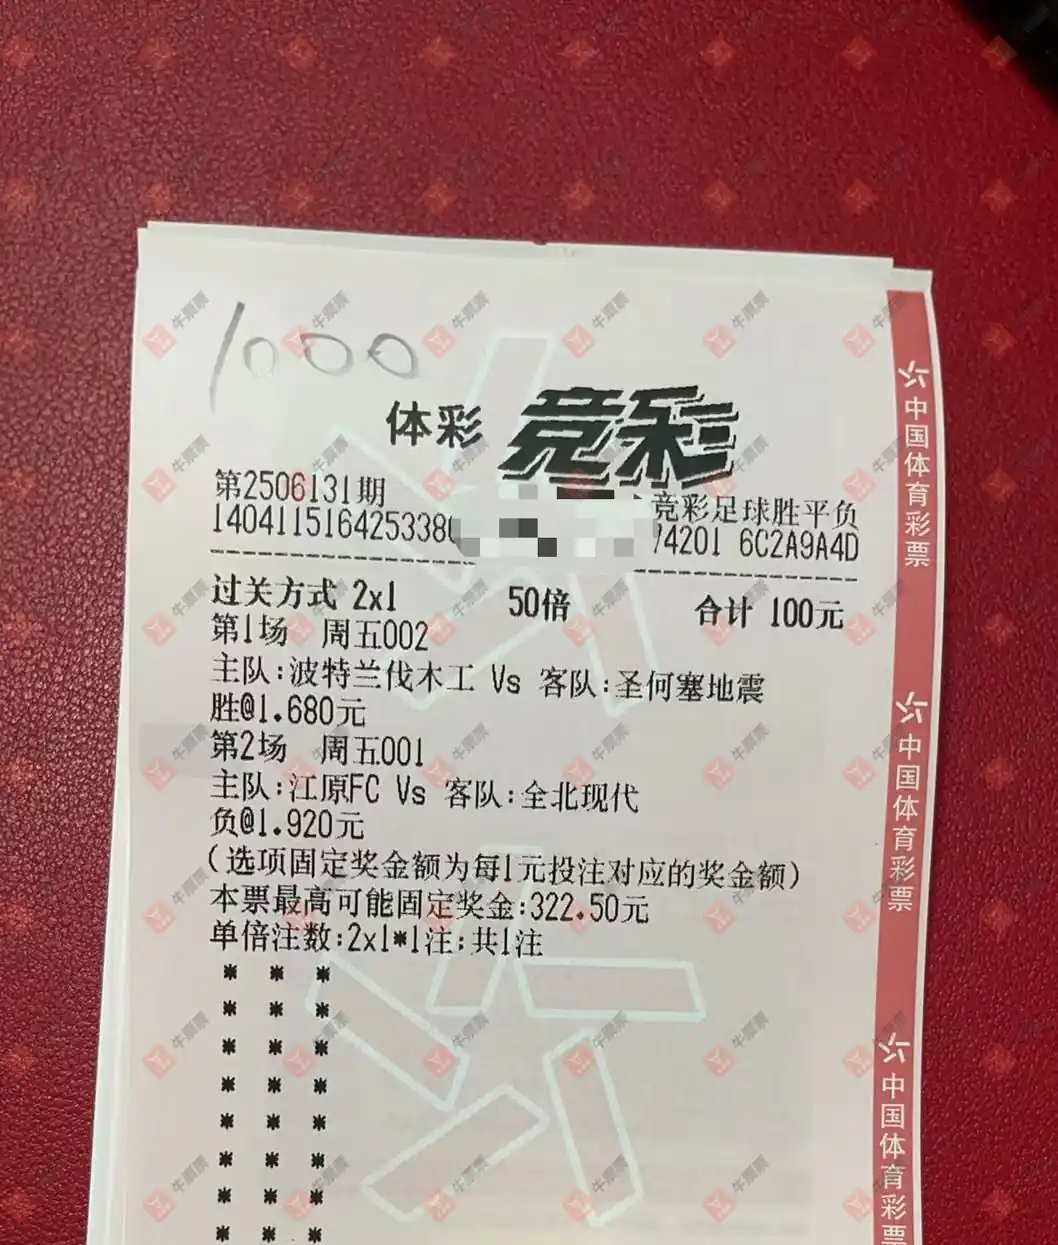 1000
体彩 竞彩
第2506131期 竞彩足球胜平负
140411516425338 74201 6C2A9A4D
过关方式 2x1 50倍 合计 100元
第1场 周五002
主队:波特兰伐木工 Vs 客队:圣何塞地震
胜@1.680元
第2场 周五001
主队:江原FC Vs 客队:全北现代
负@1.920元
(选项固定奖金额为每1元投注对应的奖金额)
本票最高可能固定奖金:322.50元
单倍注数:2x1*1注;共1注
* * *
* * *
* * *
* * *
* * *
* * *
* * *
* * *
中国体育彩票
中国体育彩票
中国体育彩票
牛票票